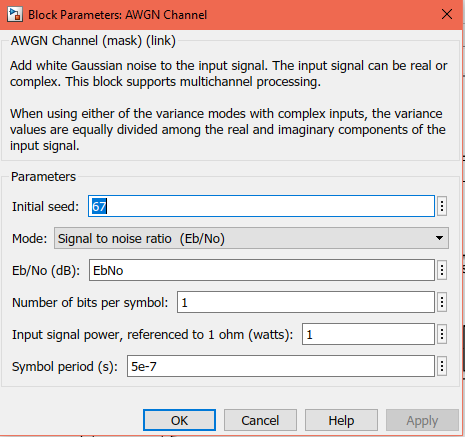 Block Parameters: AWGN Channel
AWGN Channel (mask) (link)
Add white Gaussian noise to the input signal. The input signal can be real or
complex. This block supports multichannel processing.
When using either of the variance modes with complex inputs, the variance
values are equally divided among the real and imaginary components of the
input signal.
Parameters
Initial seed: 67
Mode: Signal to noise ratio (Eb/No)
Eb/No (dB): EbNo
Number of bits per symbol: 1
Input signal power, referenced to 1 ohm (watts): 1
Symbol period (s): 5e-7
OK Cancel Help Apply